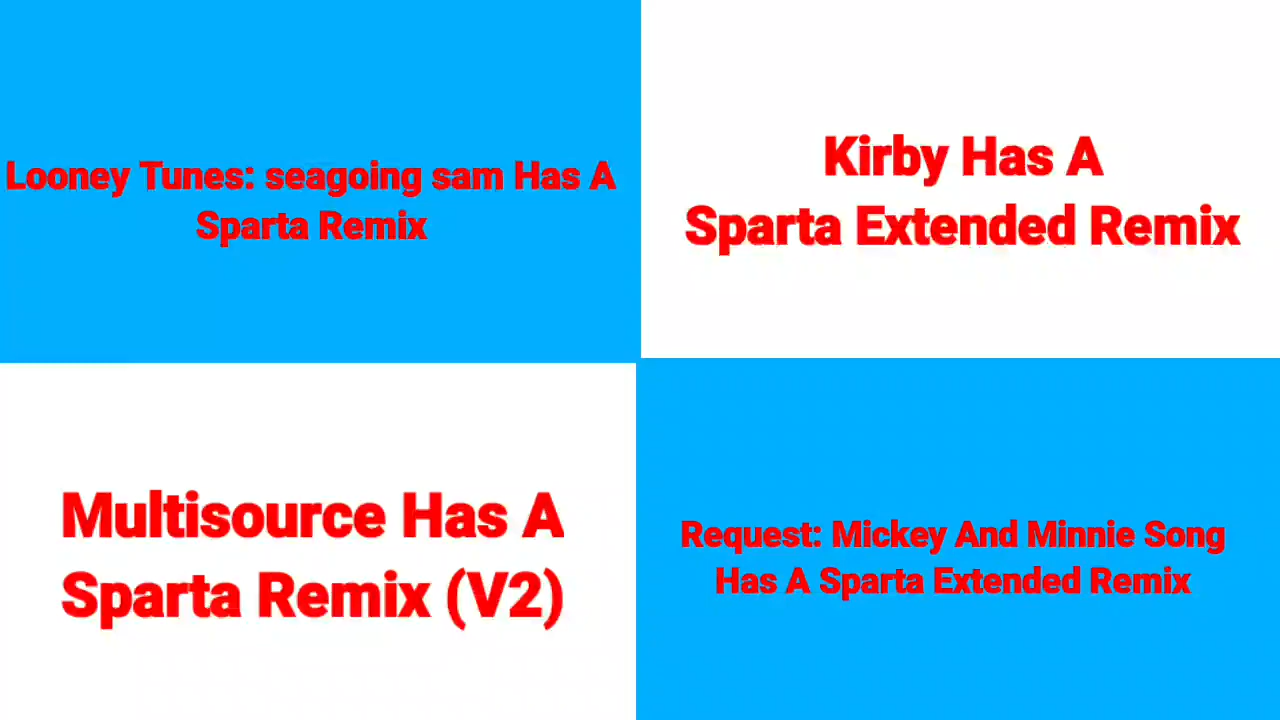 Looney Tunes: seagoing sam Has A
Sparta Remix
Kirby Has A
Sparta Extended Remix
Multisource Has A
Sparta Remix (V2)
Request: Mickey And Minnie Song
Has A Sparta Extended Remix